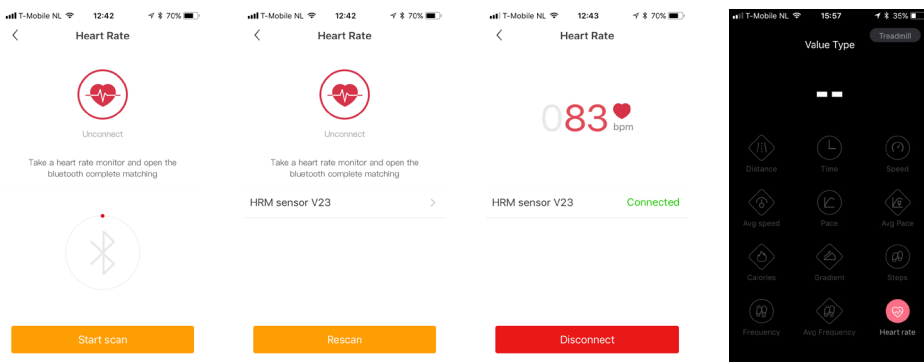 T-Mobile NL 12:42 70%
Heart Rate
Unconnect
Take a heart rate monitor and open the
bluetooth complete matching
Start scan
T-Mobile NL 12:42 70%
Heart Rate
Unconnect
Take a heart rate monitor and open the
bluetooth complete matching
HRM sensor V23
Rescan
T-Mobile NL 12:43 70%
Heart Rate
083 bpm
HRM sensor V23 Connected
Disconnect
T-Mobile NL 15:57 35%
Treadmill
Value Type
--
Distance Time Speed
Avg speed Pace Avg Pace
Calories Gradient Steps
Frequency Avg Frequency Heart rate